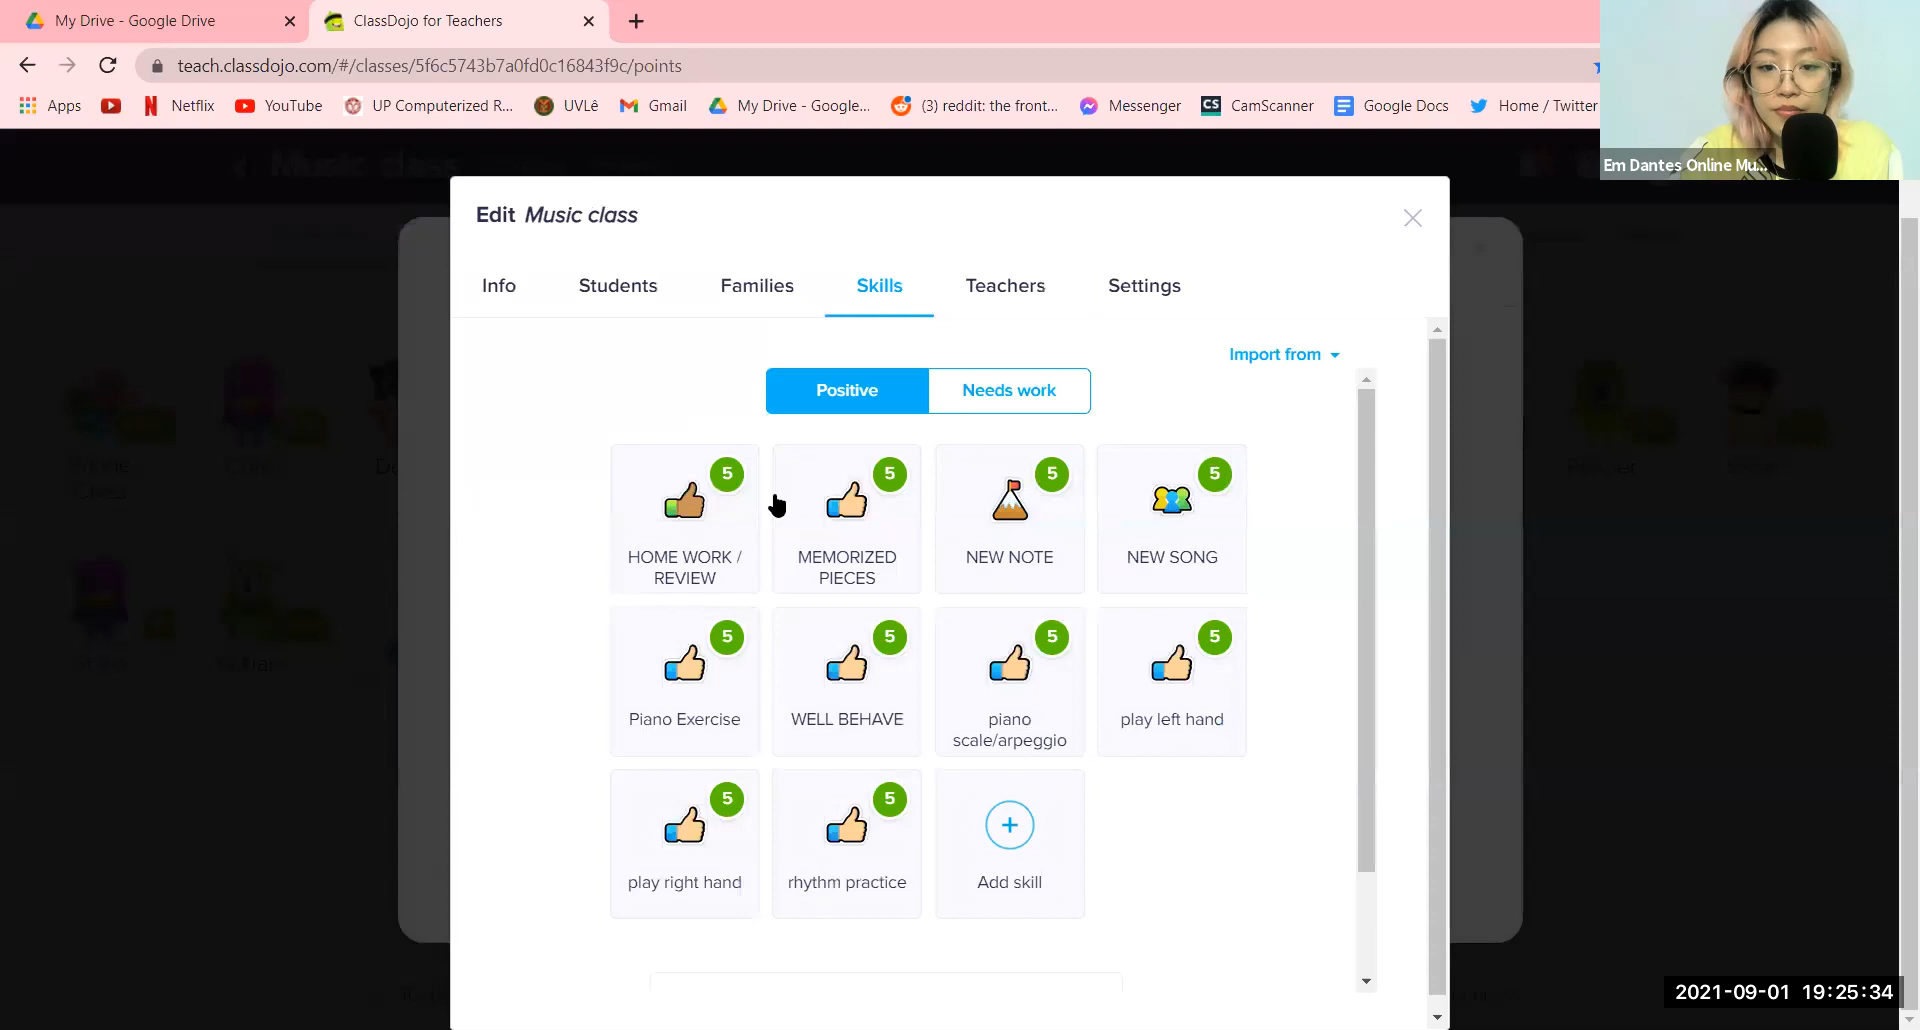 My Drive - Google Drive
ClassDojo for Teachers
teach.classdojo.com/#/classes/5f6c5743b7a0fd0c16843f9c/points
Apps Netflix YouTube UP Computerized R... UVLê Gmail My Drive - Google... (3) reddit: the front... Messenger CS CamScanner Google Docs Home / Twitter
Em Dantes Online Mu...
Music class
Edit Music class
Info Students Families Skills Teachers Settings
Import from
Positive Needs work
5 5 5 5
HOME WORK / REVIEW
MEMORIZED PIECES
NEW NOTE
NEW SONG
5 5 5 5
Piano Exercise
WELL BEHAVE
piano scale/arpeggio
play left hand
5 5
play right hand
rhythm practice
Add skill
2021-09-01 19:25:34